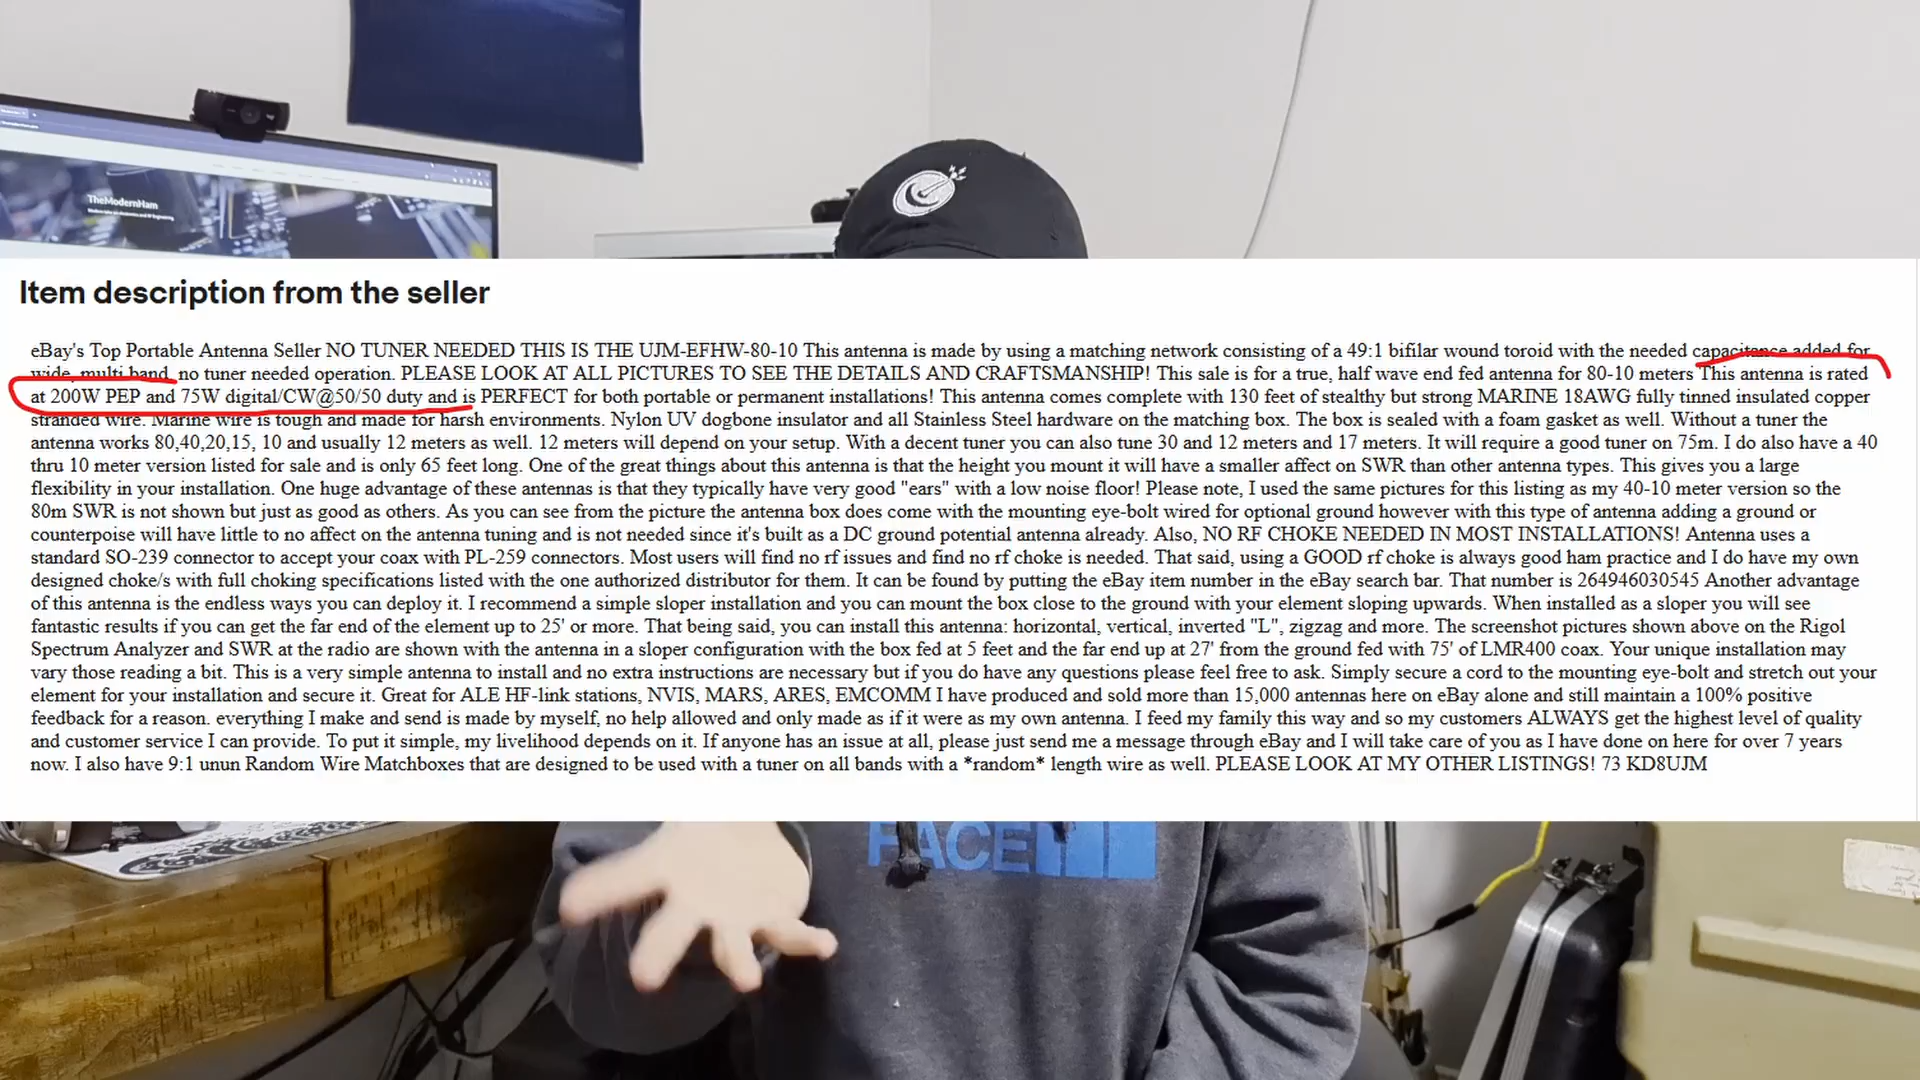 TheModernHam
Item description from the seller
eBay's Top Portable Antenna Seller NO TUNER NEEDED THIS IS THE UJM-EFHW-80-10 This antenna is made by using a matching network consisting of a 49:1 bifilar wound toroid with the needed capacitance added for
wide, multi band, no tuner needed operation. PLEASE LOOK AT ALL PICTURES TO SEE THE DETAILS AND CRAFTSMANSHIP! This sale is for a true, half wave end fed antenna for 80-10 meters This antenna is rated
at 200W PEP and 75W digital/CW@50/50 duty and is PERFECT for both portable or permanent installations! This antenna comes complete with 130 feet of stealthy but strong MARINE 18AWG fully tinned insulated copper
stranded wire. Marine wire is tough and made for harsh environments. Nylon UV dogbone insulator and all Stainless Steel hardware on the matching box. The box is sealed with a foam gasket as well. Without a tuner the
antenna works 80,40,20,15, 10 and usually 12 meters as well. 12 meters will depend on your setup. With a decent tuner you can also tune 30 and 12 meters and 17 meters. It will require a good tuner on 75m. I do also have a 40
thru 10 meter version listed for sale and is only 65 feet long. One of the great things about this antenna is that the height you mount it will have a smaller affect on SWR than other antenna types. This gives you a large
flexibility in your installation. One huge advantage of these antennas is that they typically have very good "ears" with a low noise floor! Please note, I used the same pictures for this listing as my 40-10 meter version so the
80m SWR is not shown but just as good as others. As you can see from the picture the antenna box does come with the mounting eye-bolt wired for optional ground however with this type of antenna adding a ground or
counterpoise will have little to no affect on the antenna tuning and is not needed since it's built as a DC ground potential antenna already. Also, NO RF CHOKE NEEDED IN MOST INSTALLATIONS! Antenna uses a
standard SO-239 connector to accept your coax with PL-259 connectors. Most users will find no rf issues and find no rf choke is needed. That said, using a GOOD rf choke is always good ham practice and I do have my own
designed choke/s with full choking specifications listed with the one authorized distributor for them. It can be found by putting the eBay item number in the eBay search bar. That number is 264946030545 Another advantage
of this antenna is the endless ways you can deploy it. I recommend a simple sloper installation and you can mount the box close to the ground with your element sloping upwards. When installed as a sloper you will see
fantastic results if you can get the far end of the element up to 25' or more. That being said, you can install this antenna: horizontal, vertical, inverted "L", zigzag and more. The screenshot pictures shown above on the Rigol
Spectrum Analyzer and SWR at the radio are shown with the antenna in a sloper configuration with the box fed at 5 feet and the far end up at 27' from the ground fed with 75' of LMR400 coax. Your unique installation may
vary those reading a bit. This is a very simple antenna to install and no extra instructions are necessary but if you do have any questions please feel free to ask. Simply secure a cord to the mounting eye-bolt and stretch out your
element for your installation and secure it. Great for ALE HF-link stations, NVIS, MARS, ARES, EMCOMM I have produced and sold more than 15,000 antennas here on eBay alone and still maintain a 100% positive
feedback for a reason. everything I make and send is made by myself, no help allowed and only made as if it were as my own antenna. I feed my family this way and so my customers ALWAYS get the highest level of quality
and customer service I can provide. To put it simple, my livelihood depends on it. If anyone has an issue at all, please just send me a message through eBay and I will take care of you as I have done on here for over 7 years
now. I also have 9:1 unun Random Wire Matchboxes that are designed to be used with a tuner on all bands with a *random* length wire as well. PLEASE LOOK AT MY OTHER LISTINGS! 73 KD8UJM
FACE